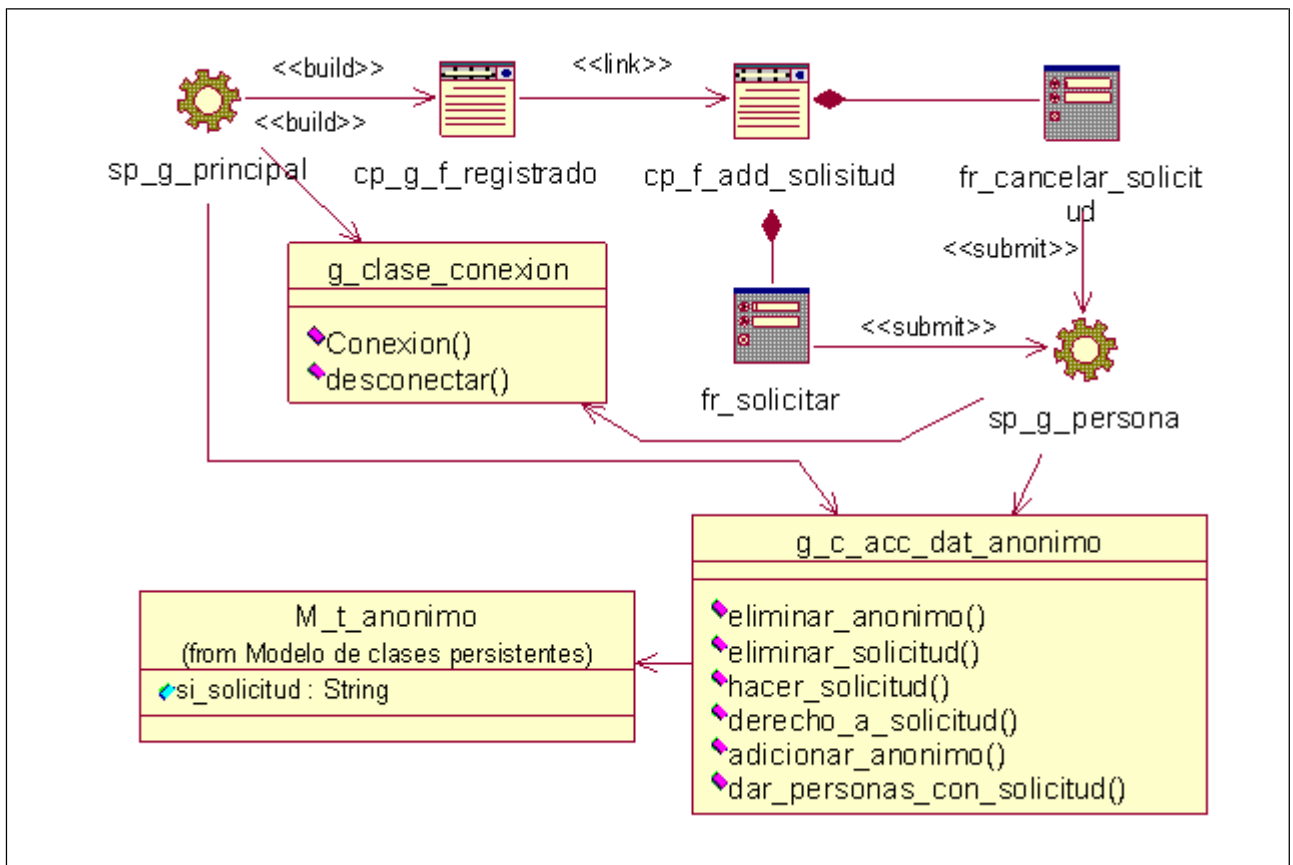 <<build>>
<<link>>
<<build>>
sp_g_principal
cp_g_f_registrado
cp_f_add_solisitud
fr_cancelar_solicit
ud
<<submit>>
g_clase_conexion
Conexion()
desconectar()
<<submit>>
fr_solicitar
sp_g_persona
g_c_acc_dat_anonimo
eliminar_anonimo()
eliminar_solicitud()
hacer_solicitud()
derecho_a_solicitud()
adicionar_anonimo()
dar_personas_con_solicitud()
M_t_anonimo
(from Modelo de clases persistentes)
si_solicitud : String